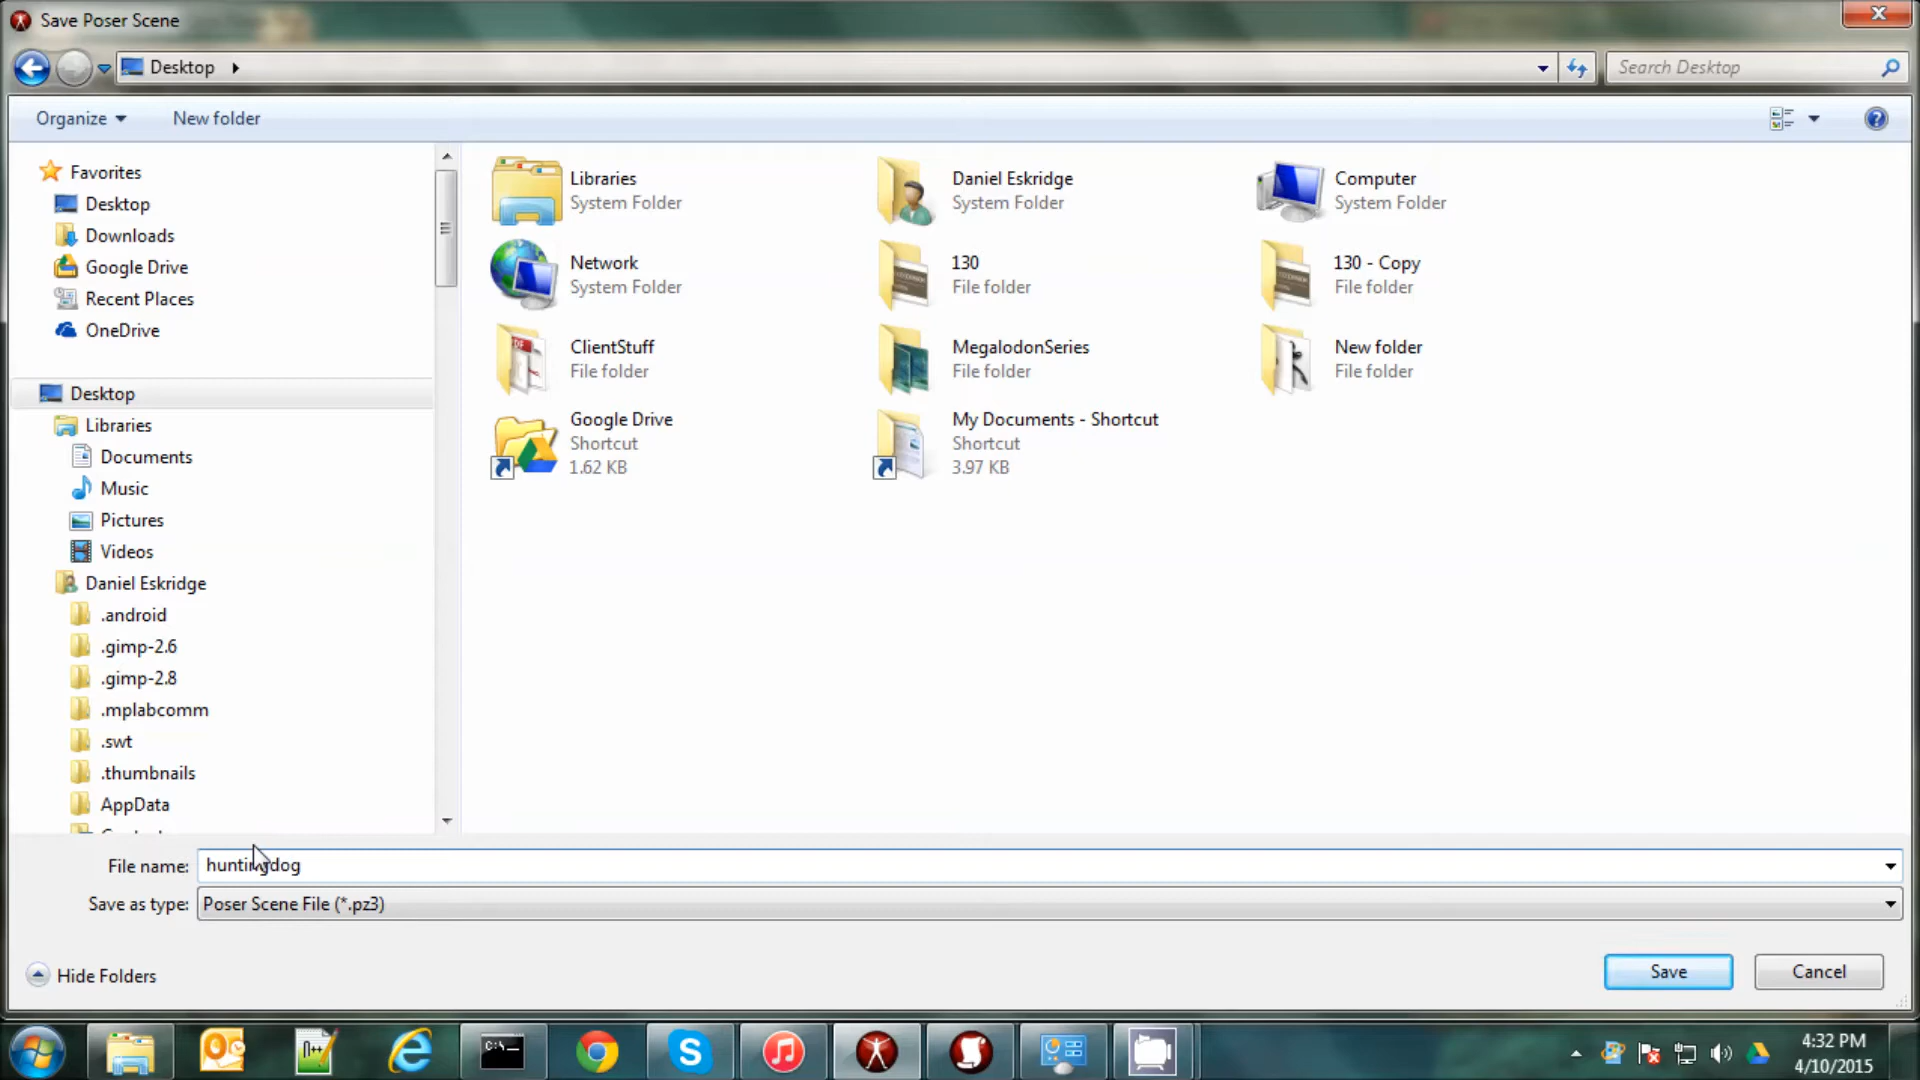 Save Poser Scene
Desktop
Search Desktop
Organize
New folder
Favorites
Desktop
Downloads
Google Drive
Recent Places
OneDrive
Desktop
Libraries
Documents
Music
Pictures
Videos
Daniel Eskridge
.android
.gimp-2.6
.gimp-2.8
.mplabcomm
.swt
.thumbnails
AppData
Libraries
System Folder
Daniel Eskridge
System Folder
Computer
System Folder
Network
System Folder
130
File folder
130 - Copy
File folder
ClientStuff
File folder
MegalodonSeries
File folder
New folder
File folder
Google Drive
Shortcut
1.62 KB
My Documents - Shortcut
Shortcut
3.97 KB
File name: huntingdog
Save as type: Poser Scene File (*.pz3)
Hide Folders
Save
Cancel
4:32 PM
4/10/2015